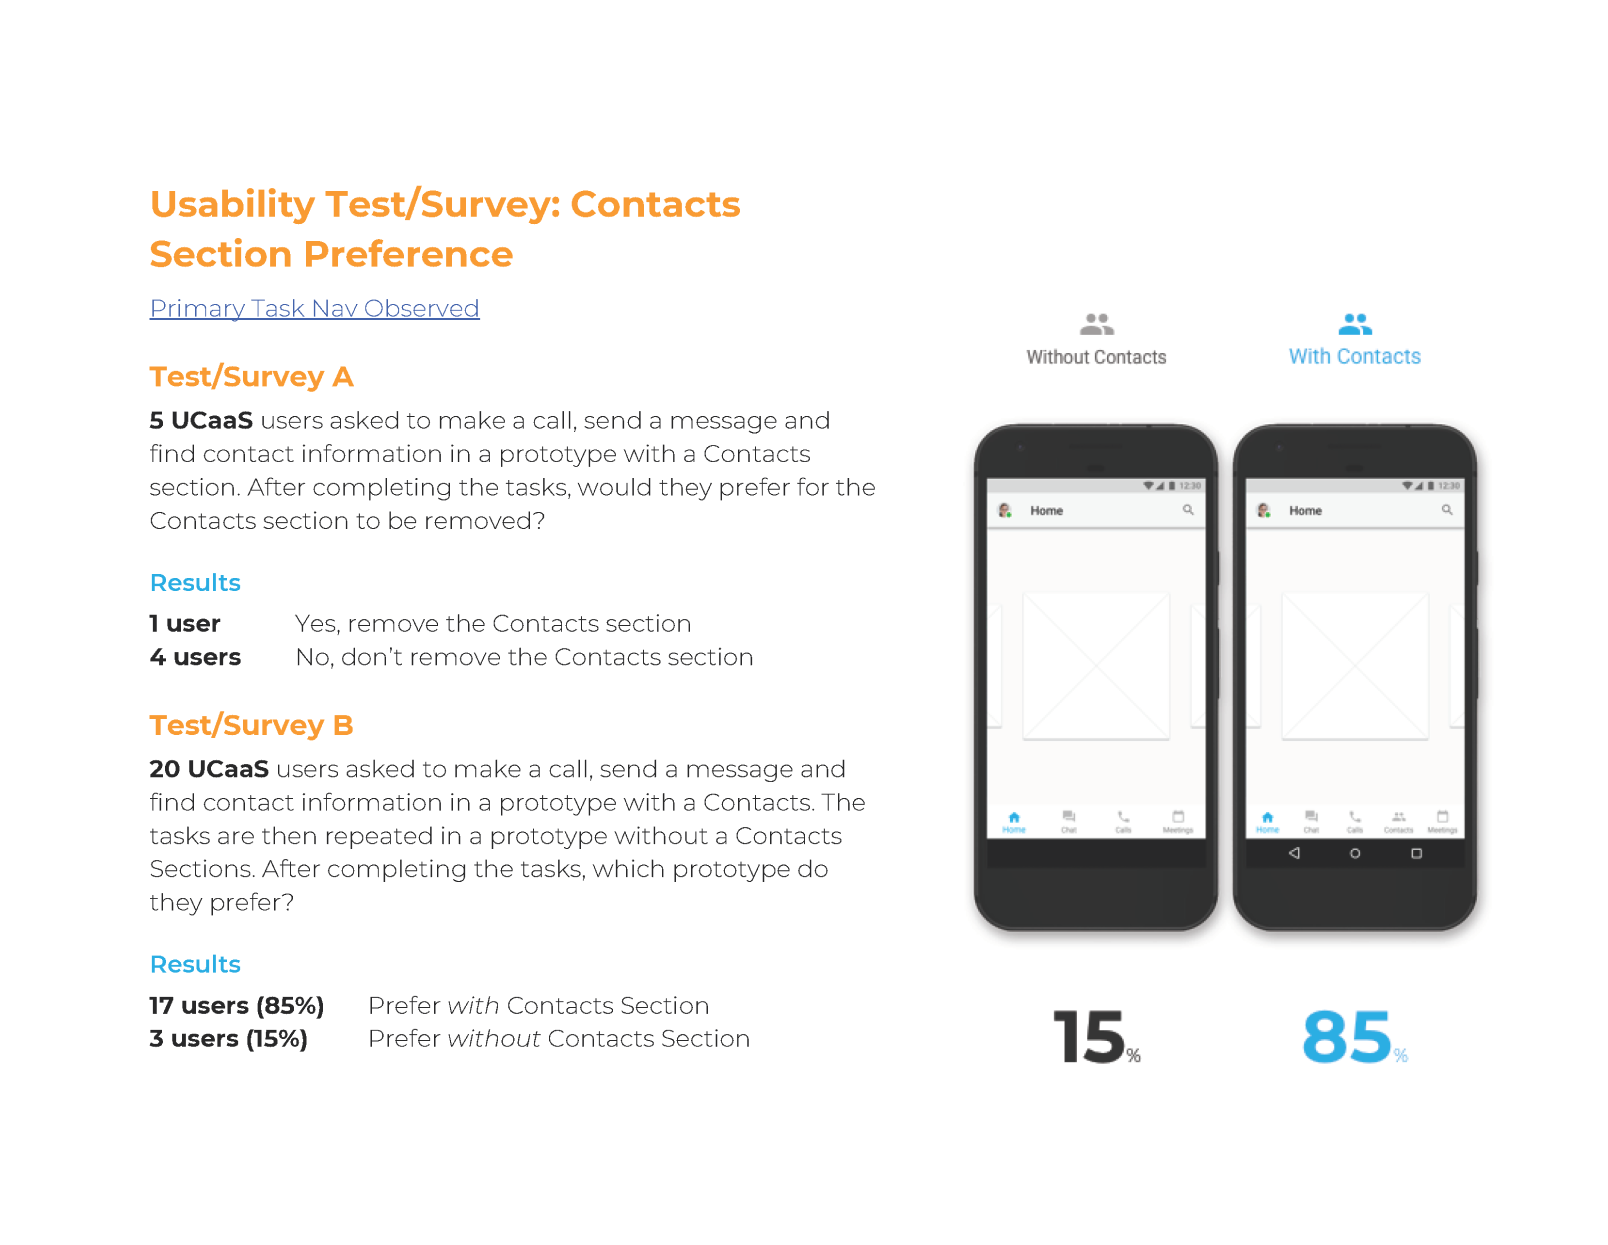 Usability Test/Survey: Contacts
Section Preference
Primary Task Nav Observed
Test/Survey A
5 UCaaS users asked to make a call, send a message and
find contact information in a prototype with a Contacts
section. After completing the tasks, would they prefer for the
Contacts section to be removed?
Results
1 user Yes, remove the Contacts section
4 users No, don't remove the Contacts section
Test/Survey B
20 UCaaS users asked to make a call, send a message and
find contact information in a prototype with a Contacts. The
tasks are then repeated in a prototype without a Contacts
Sections. After completing the tasks, which prototype do
they prefer?
Results
17 users (85%) Prefer with Contacts Section
3 users (15%) Prefer without Contacts Section
Without Contacts
12:30
Home
Home Chat Calls Meetings
15%
With Contacts
12:30
Home
Home Chat Calls Contacts Meetings
85%